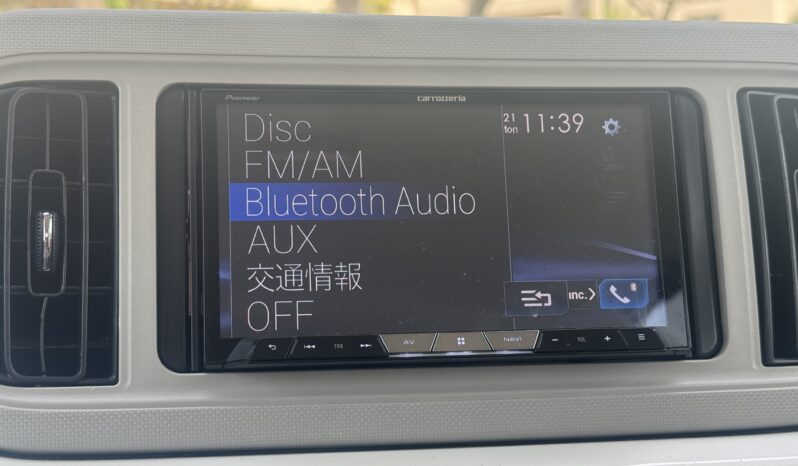 Pioneer
carrozzeria
Disc
FM/AM
Bluetooth Audio
AUX
交通情報
OFF
21
11:39
inc.
TRK
AV
NAVI
VOL